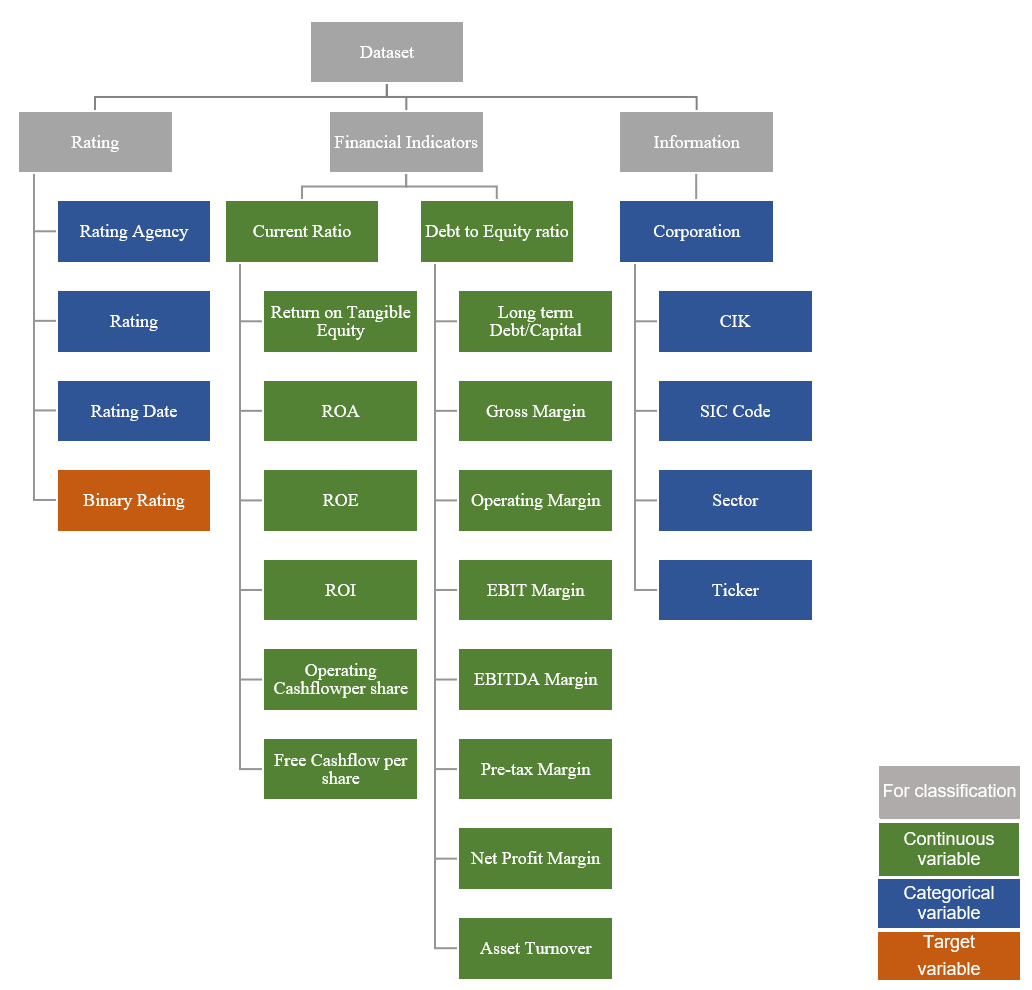 Dataset
Rating
Financial Indicators
Information
Rating Agency
Current Ratio
Debt to Equity ratio
Corporation
Rating
Return on Tangible
Equity
Long term
Debt/Capital
CIK
Rating Date
ROA
Gross Margin
SIC Code
Binary Rating
ROE
Operating Margin
Sector
ROI
EBIT Margin
Ticker
Operating
Cashflowper share
EBITDA Margin
Free Cashflow per
share
Pre-tax Margin
Net Profit Margin
Asset Turnover
For classification
Continuous
variable
Categorical
variable
Target
variable